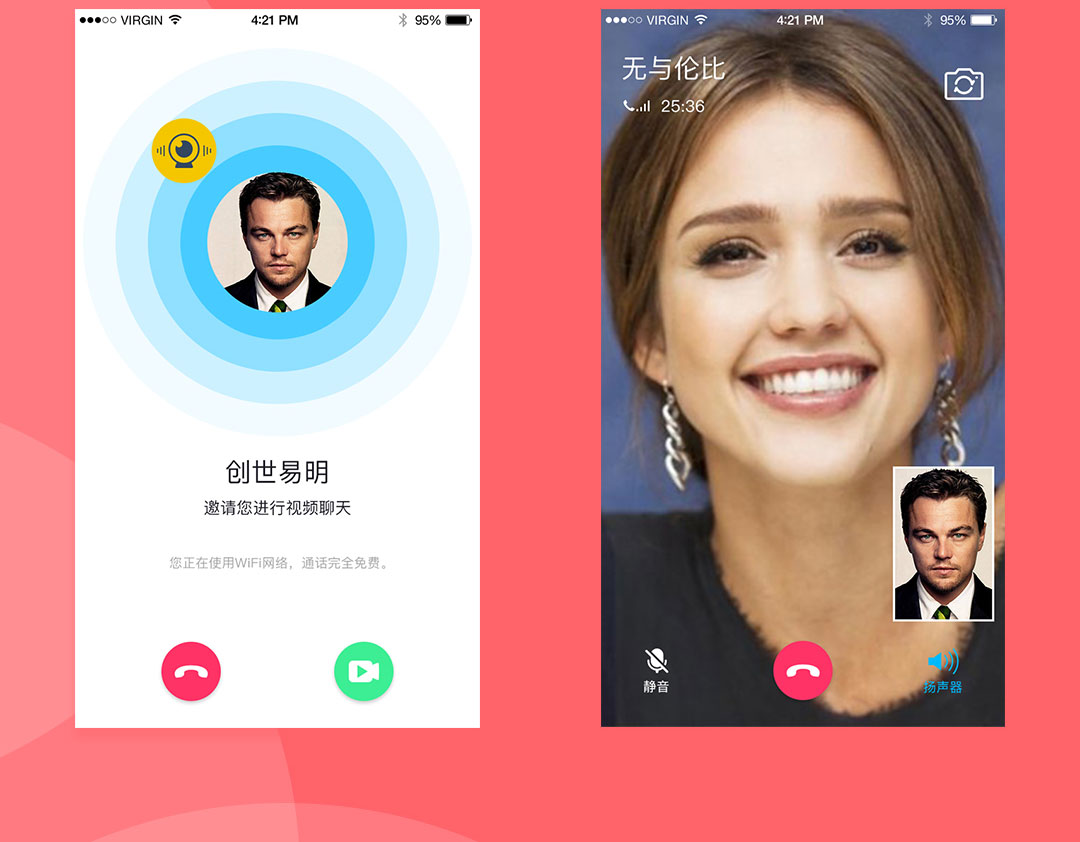 VIRGIN 4:21 PM 95%
创世易明
邀请您进行视频聊天
您正在使用WiFi网络，通话完全免费。
VIRGIN 4:21 PM 95%
无与伦比
25:36
静音
扬声器